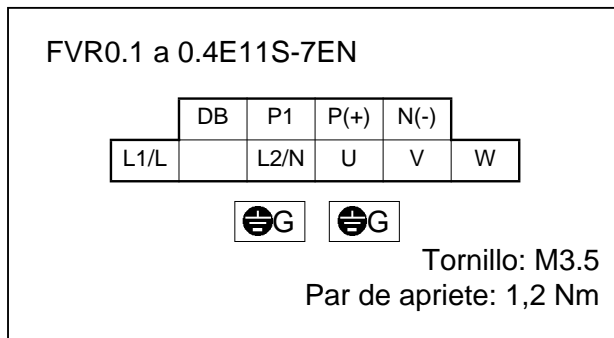 FVR0.1 a 0.4E11S-7EN
DB P1 P(+) N(-)
L1/L L2/N U V W
G G
Tornillo: M3.5
Par de apriete: 1,2 Nm